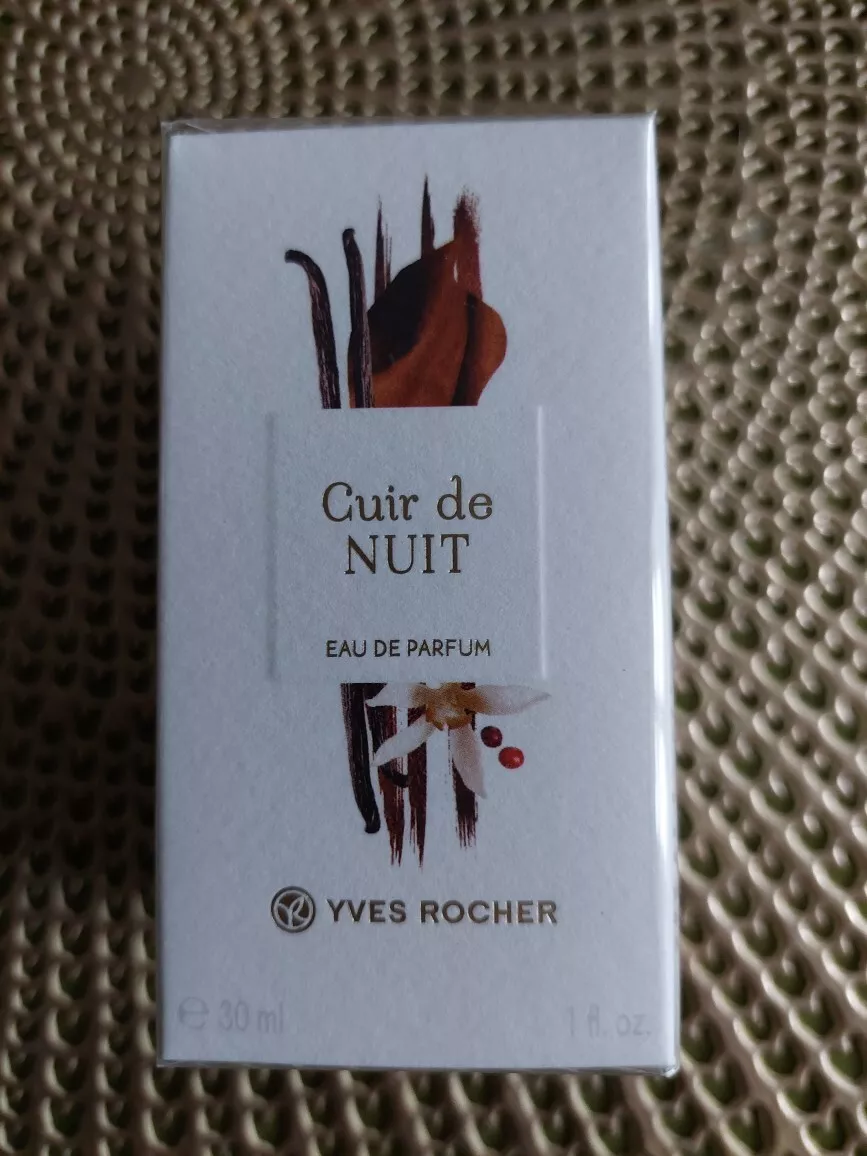 Cuir de
NUIT
EAU DE PARFUM
YVES ROCHER
℮ 30 ml 1 fl. oz.